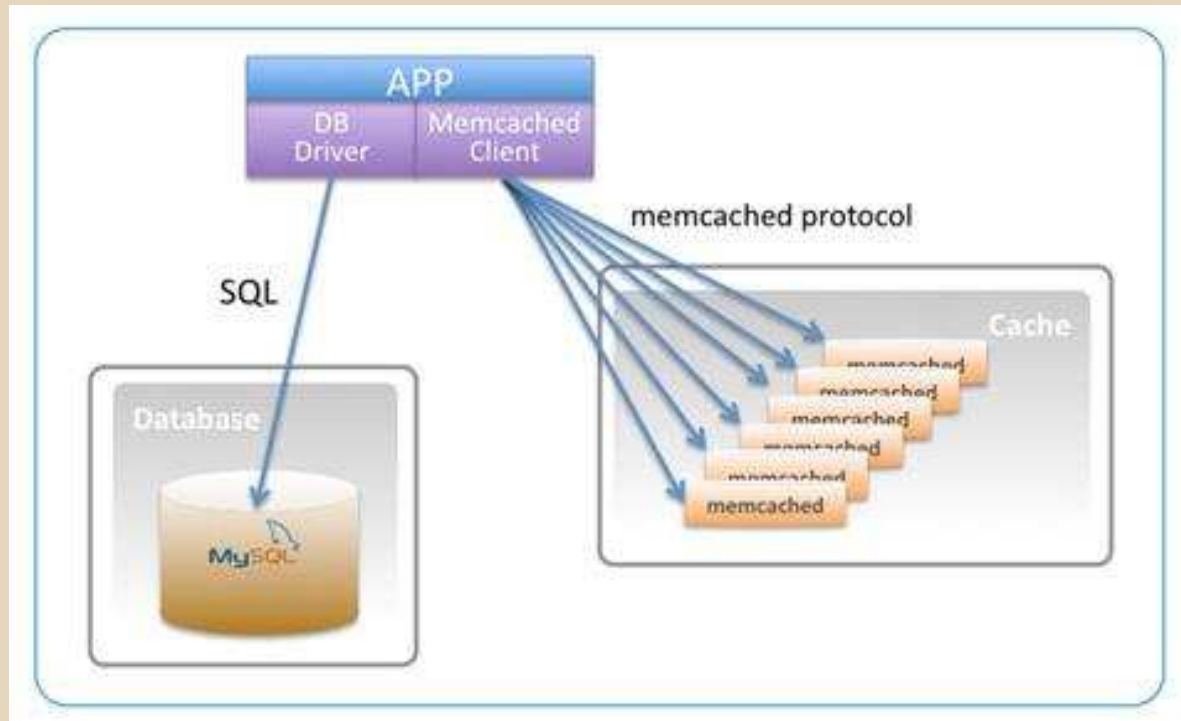 APP
DB
Driver
Memcached
Client
memcached protocol
SQL
Cache
memcached
memcached
memcached
memcached
memcached
memcached
Database
MySQL